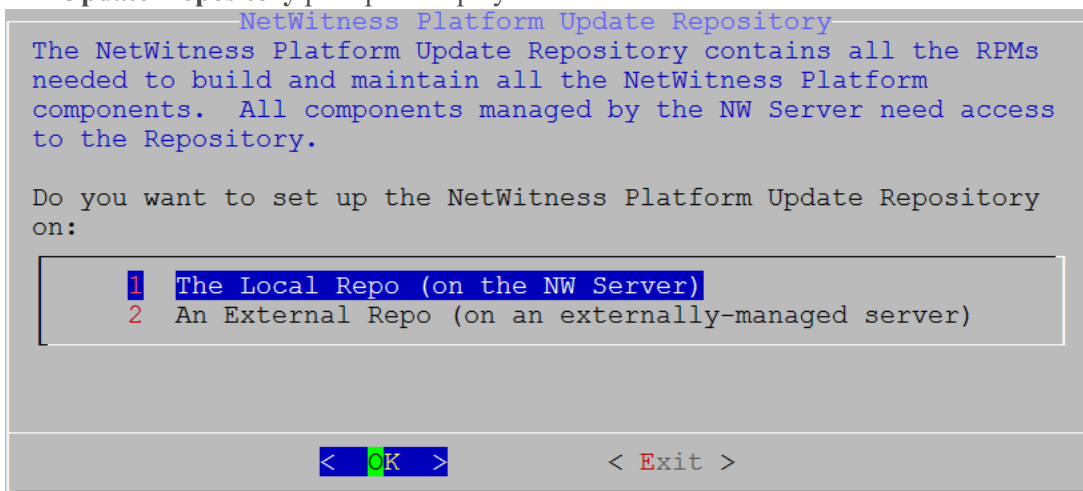 Update Repository
NetWitness Platform Update Repository
The NetWitness Platform Update Repository contains all the RPMs
needed to build and maintain all the NetWitness Platform
components.  All components managed by the NW Server need access
to the Repository.
Do you want to set up the NetWitness Platform Update Repository
on:
1 The Local Repo (on the NW Server)
2 An External Repo (on an externally-managed server)
< OK > < Exit >